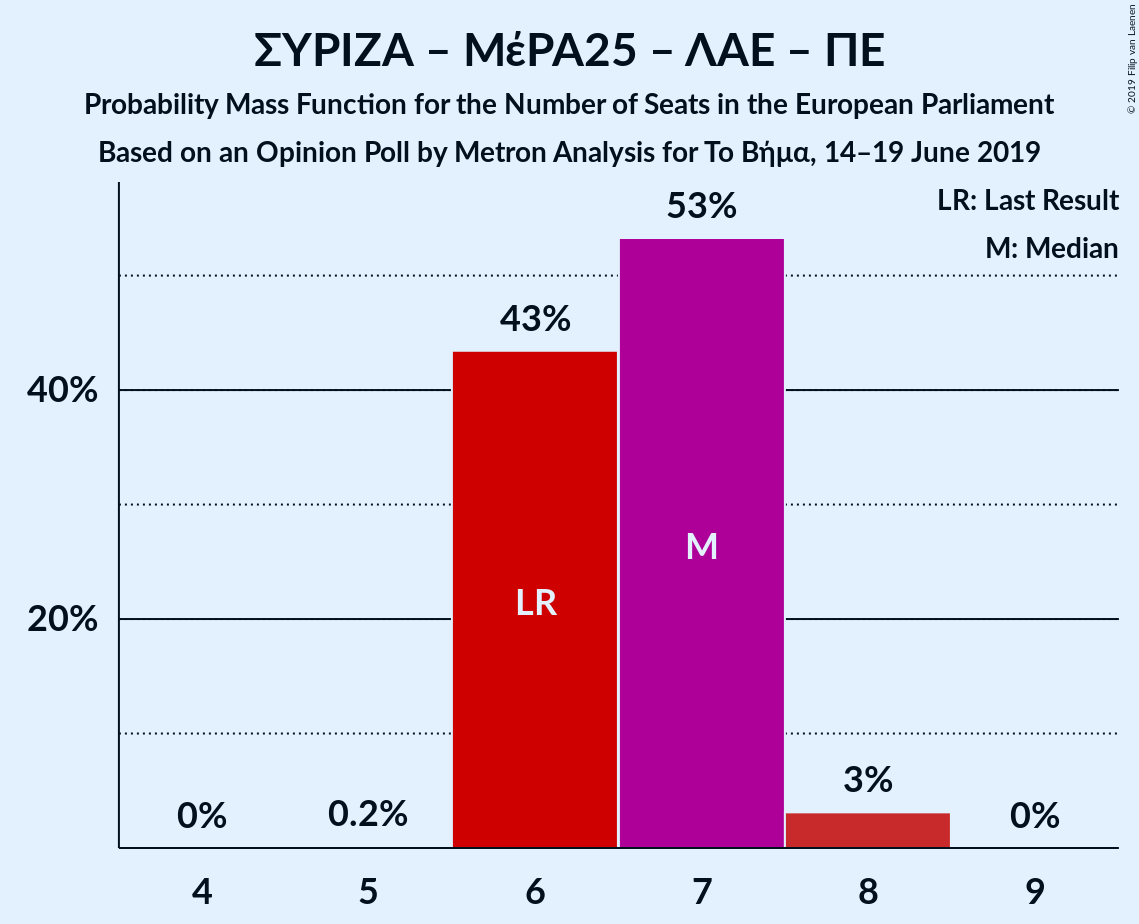 ΣΥΡΙΖΑ – ΜέΡΑ25 – ΛΑΕ – ΠΕ
Probability Mass Function for the Number of Seats in the European Parliament
Based on an Opinion Poll by Metron Analysis for Το Βήμα, 14–19 June 2019
© 2019 Filip van Laenen
LR: Last Result
M: Median
53%
43%
40%
M
LR
20%
3%
0%
0.2%
0%
4 5 6 7 8 9